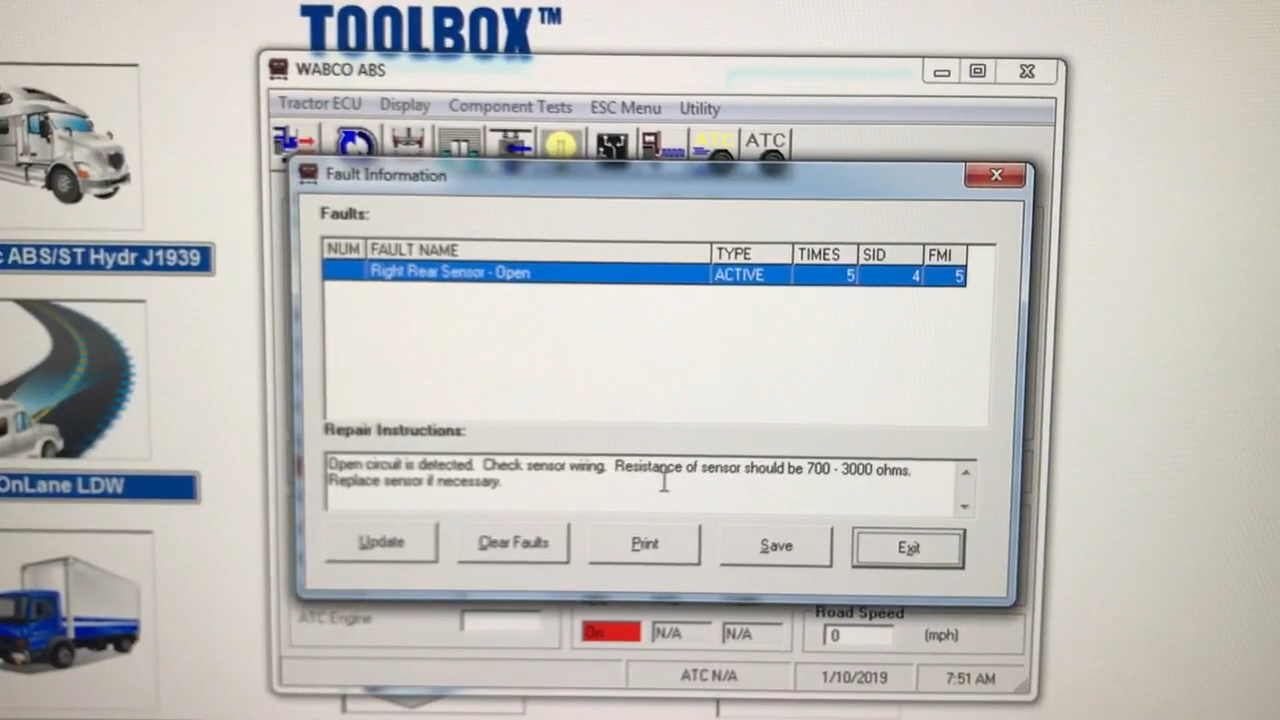 TOOLBOX™
WABCO ABS
Tractor ECU Display Component Tests ESC Menu Utility
ATC ATC
Fault Information
Faults:
NUM FAULT NAME TYPE TIMES SID FMI
Right Rear Sensor - Open ACTIVE 5 4 5
Repair Instructions:
Open circuit is detected. Check sensor wiring. Resistance of sensor should be 700 - 3000 ohms.
Replace sensor if necessary.
Update Clear Faults Print Save Exit
ATC Engine
On N/A N/A
Road Speed
0 (mph)
ATC N/A 1/10/2019 7:51 AM
ABS/ST Hydr J1939
OnLane LDW